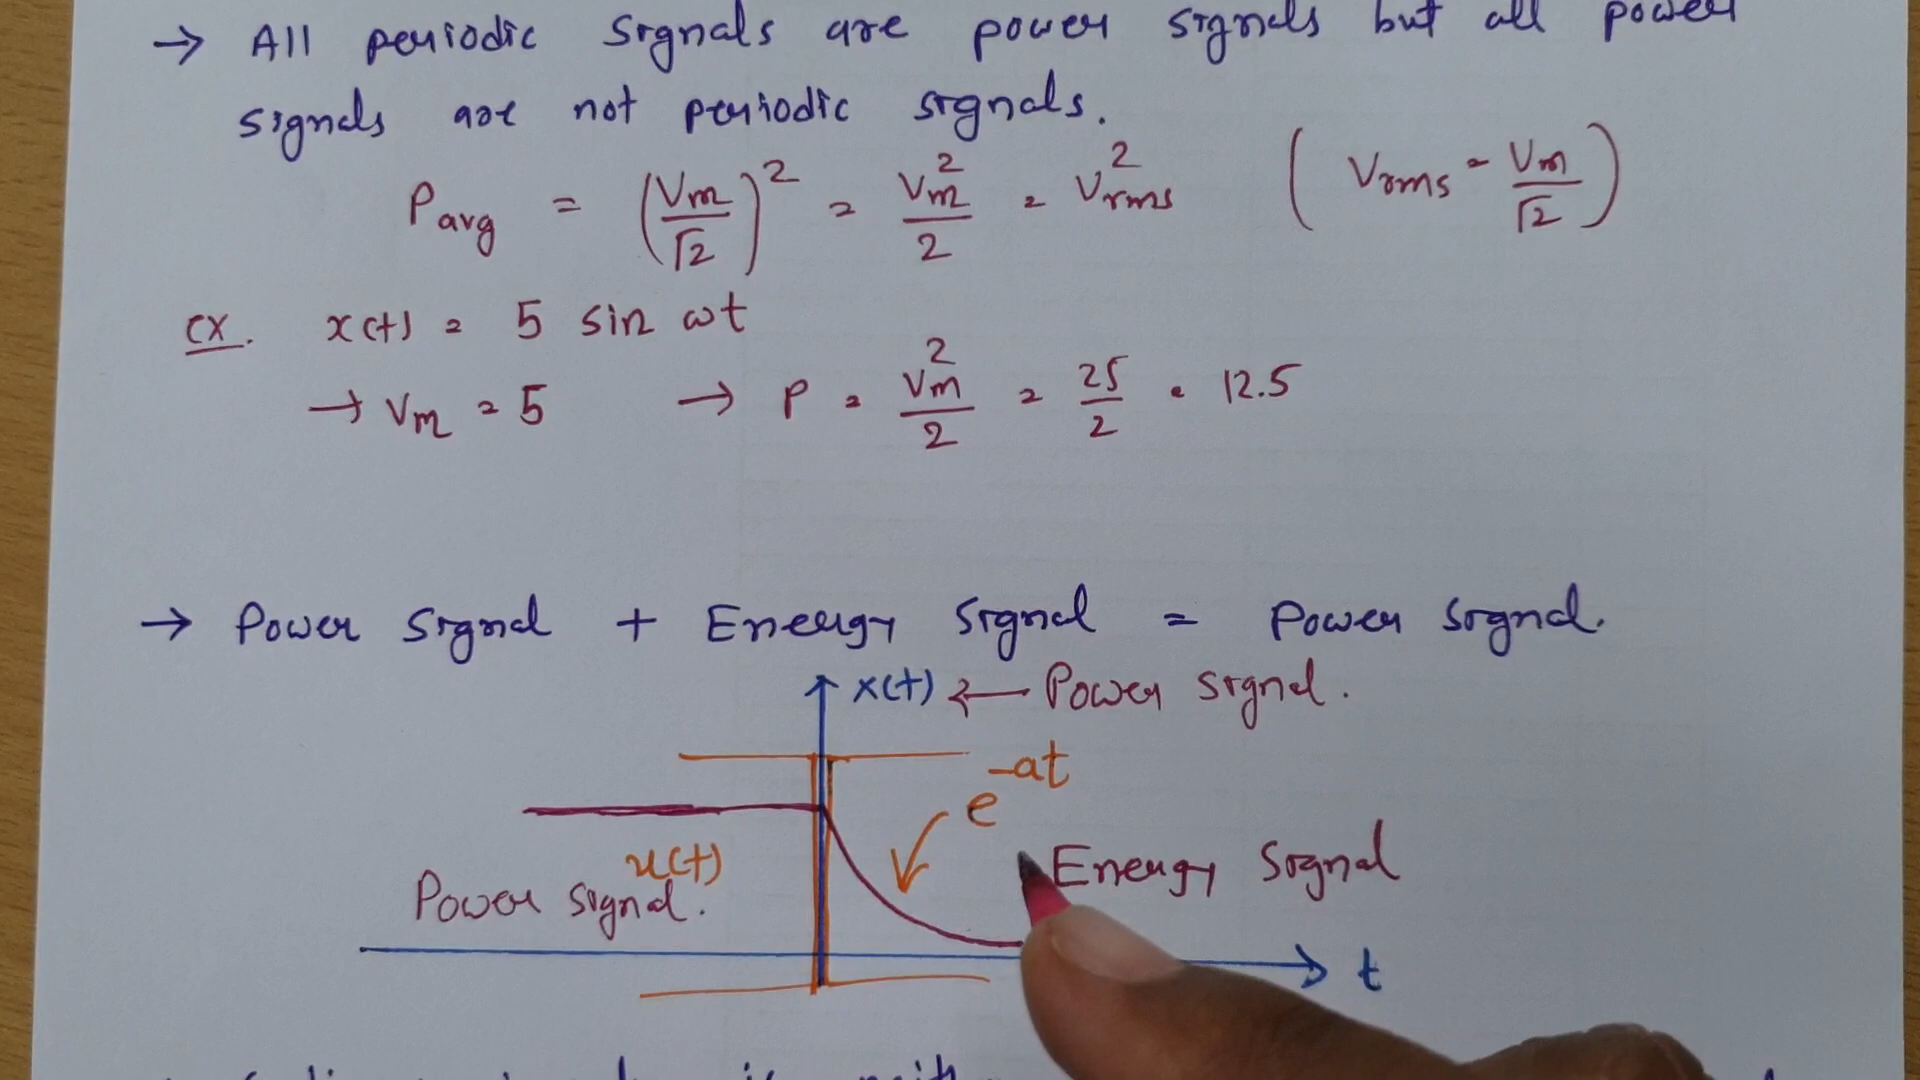 → All periodic signals are power signals but all power
signals are not periodic signals.
Pavg = (Vm/√2)² = Vm²/2 = Vrms² (Vrms = Vm/√2)
ex. x(t) = 5 sin ωt
→ Vm = 5 → P = Vm²/2 = 25/2 = 12.5
→ Power Signal + Energy Signal = Power Signal.
x(t) ← Power Signal.
e^-at
u(t)
Energy Signal
Power Signal.
t